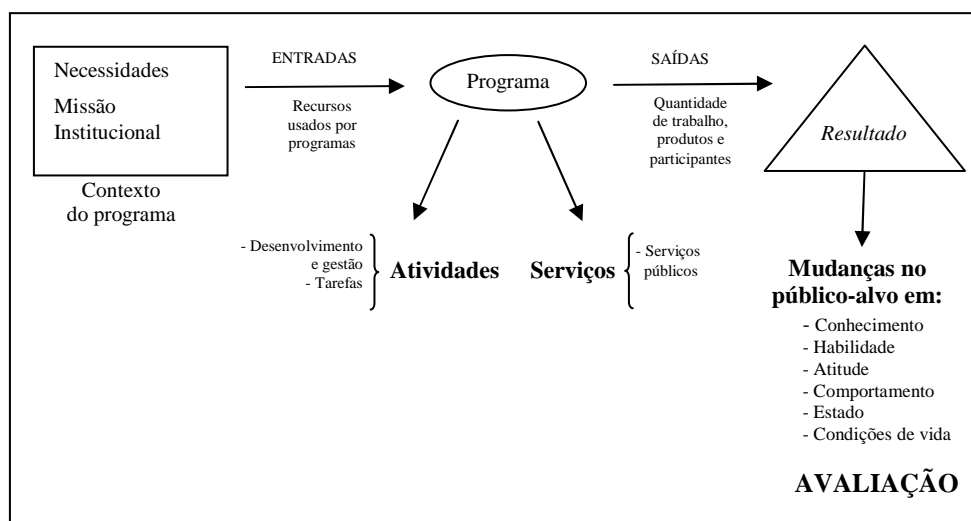 Necessidades
Missão
Institucional
Contexto
do programa
ENTRADAS
Recursos
usados por
programas
Programa
SAÍDAS
Quantidade
de trabalho,
produtos e
participantes
Resultado
- Desenvolvimento
e gestão
- Tarefas
Atividades
Serviços
- Serviços
públicos
Mudanças no
público-alvo em:
- Conhecimento
- Habilidade
- Atitude
- Comportamento
- Estado
- Condições de vida
AVALIAÇÃO